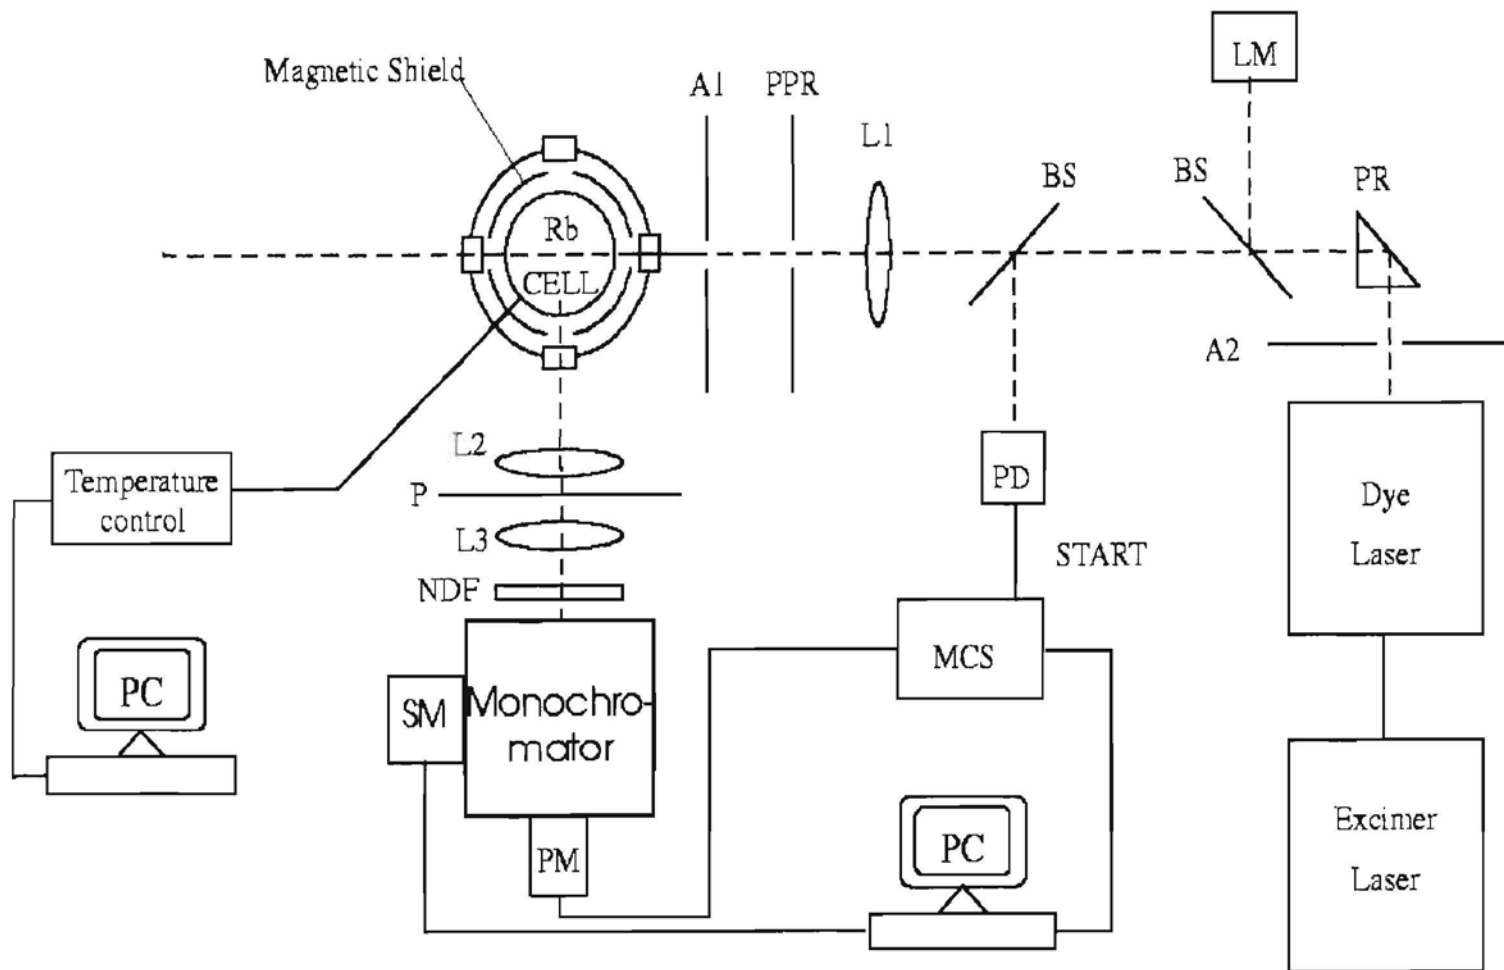 LM
Magnetic Shield
A1
PPR
L1
BS
BS
PR
Rb
CELL
A2
L2
P
L3
NDF
PD
START
Temperature
control
Dye
Laser
MCS
PC
SM
Monochro-
mator
PM
PC
Excimer
Laser